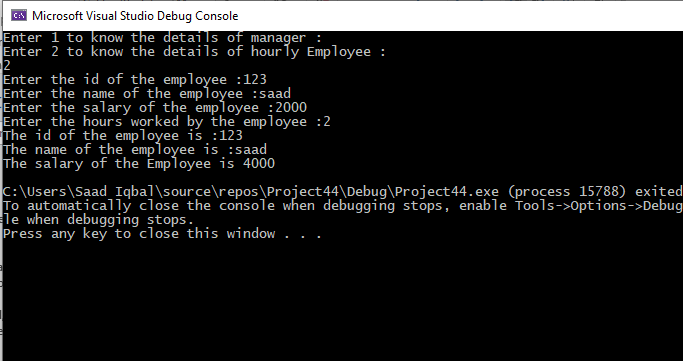 Microsoft Visual Studio Debug Console
Enter 1 to know the details of manager :
Enter 2 to know the details of hourly Employee :
2
Enter the id of the employee :123
Enter the name of the employee :saad
Enter the salary of the employee :2000
Enter the hours worked by the employee :2
The id of the employee is :123
The name of the employee is :saad
The salary of the Employee is 4000
C:\Users\Saad Iqbal\source\repos\Project44\Debug\Project44.exe (process 15788) exited
To automatically close the console when debugging stops, enable Tools->Options->Debug
le when debugging stops.
Press any key to close this window . . .